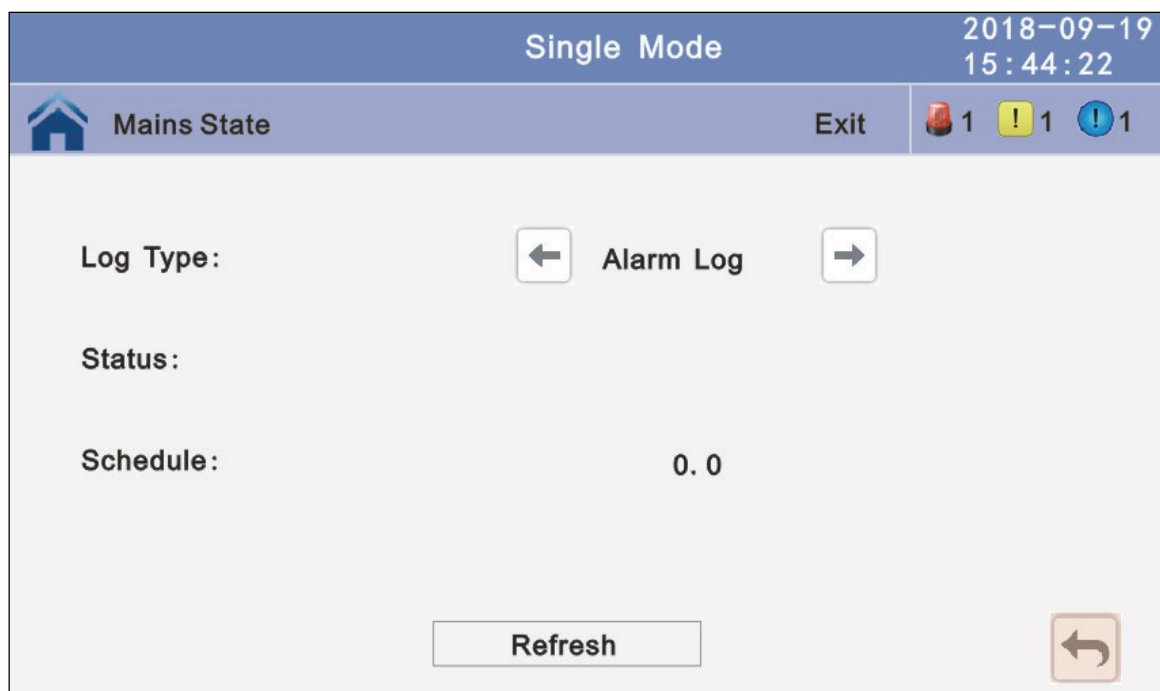 Single Mode
2018-09-19
15:44:22
Mains State
Exit
1
! 1
! 1
Log Type:
Alarm Log
Status:
Schedule:
0.0
Refresh